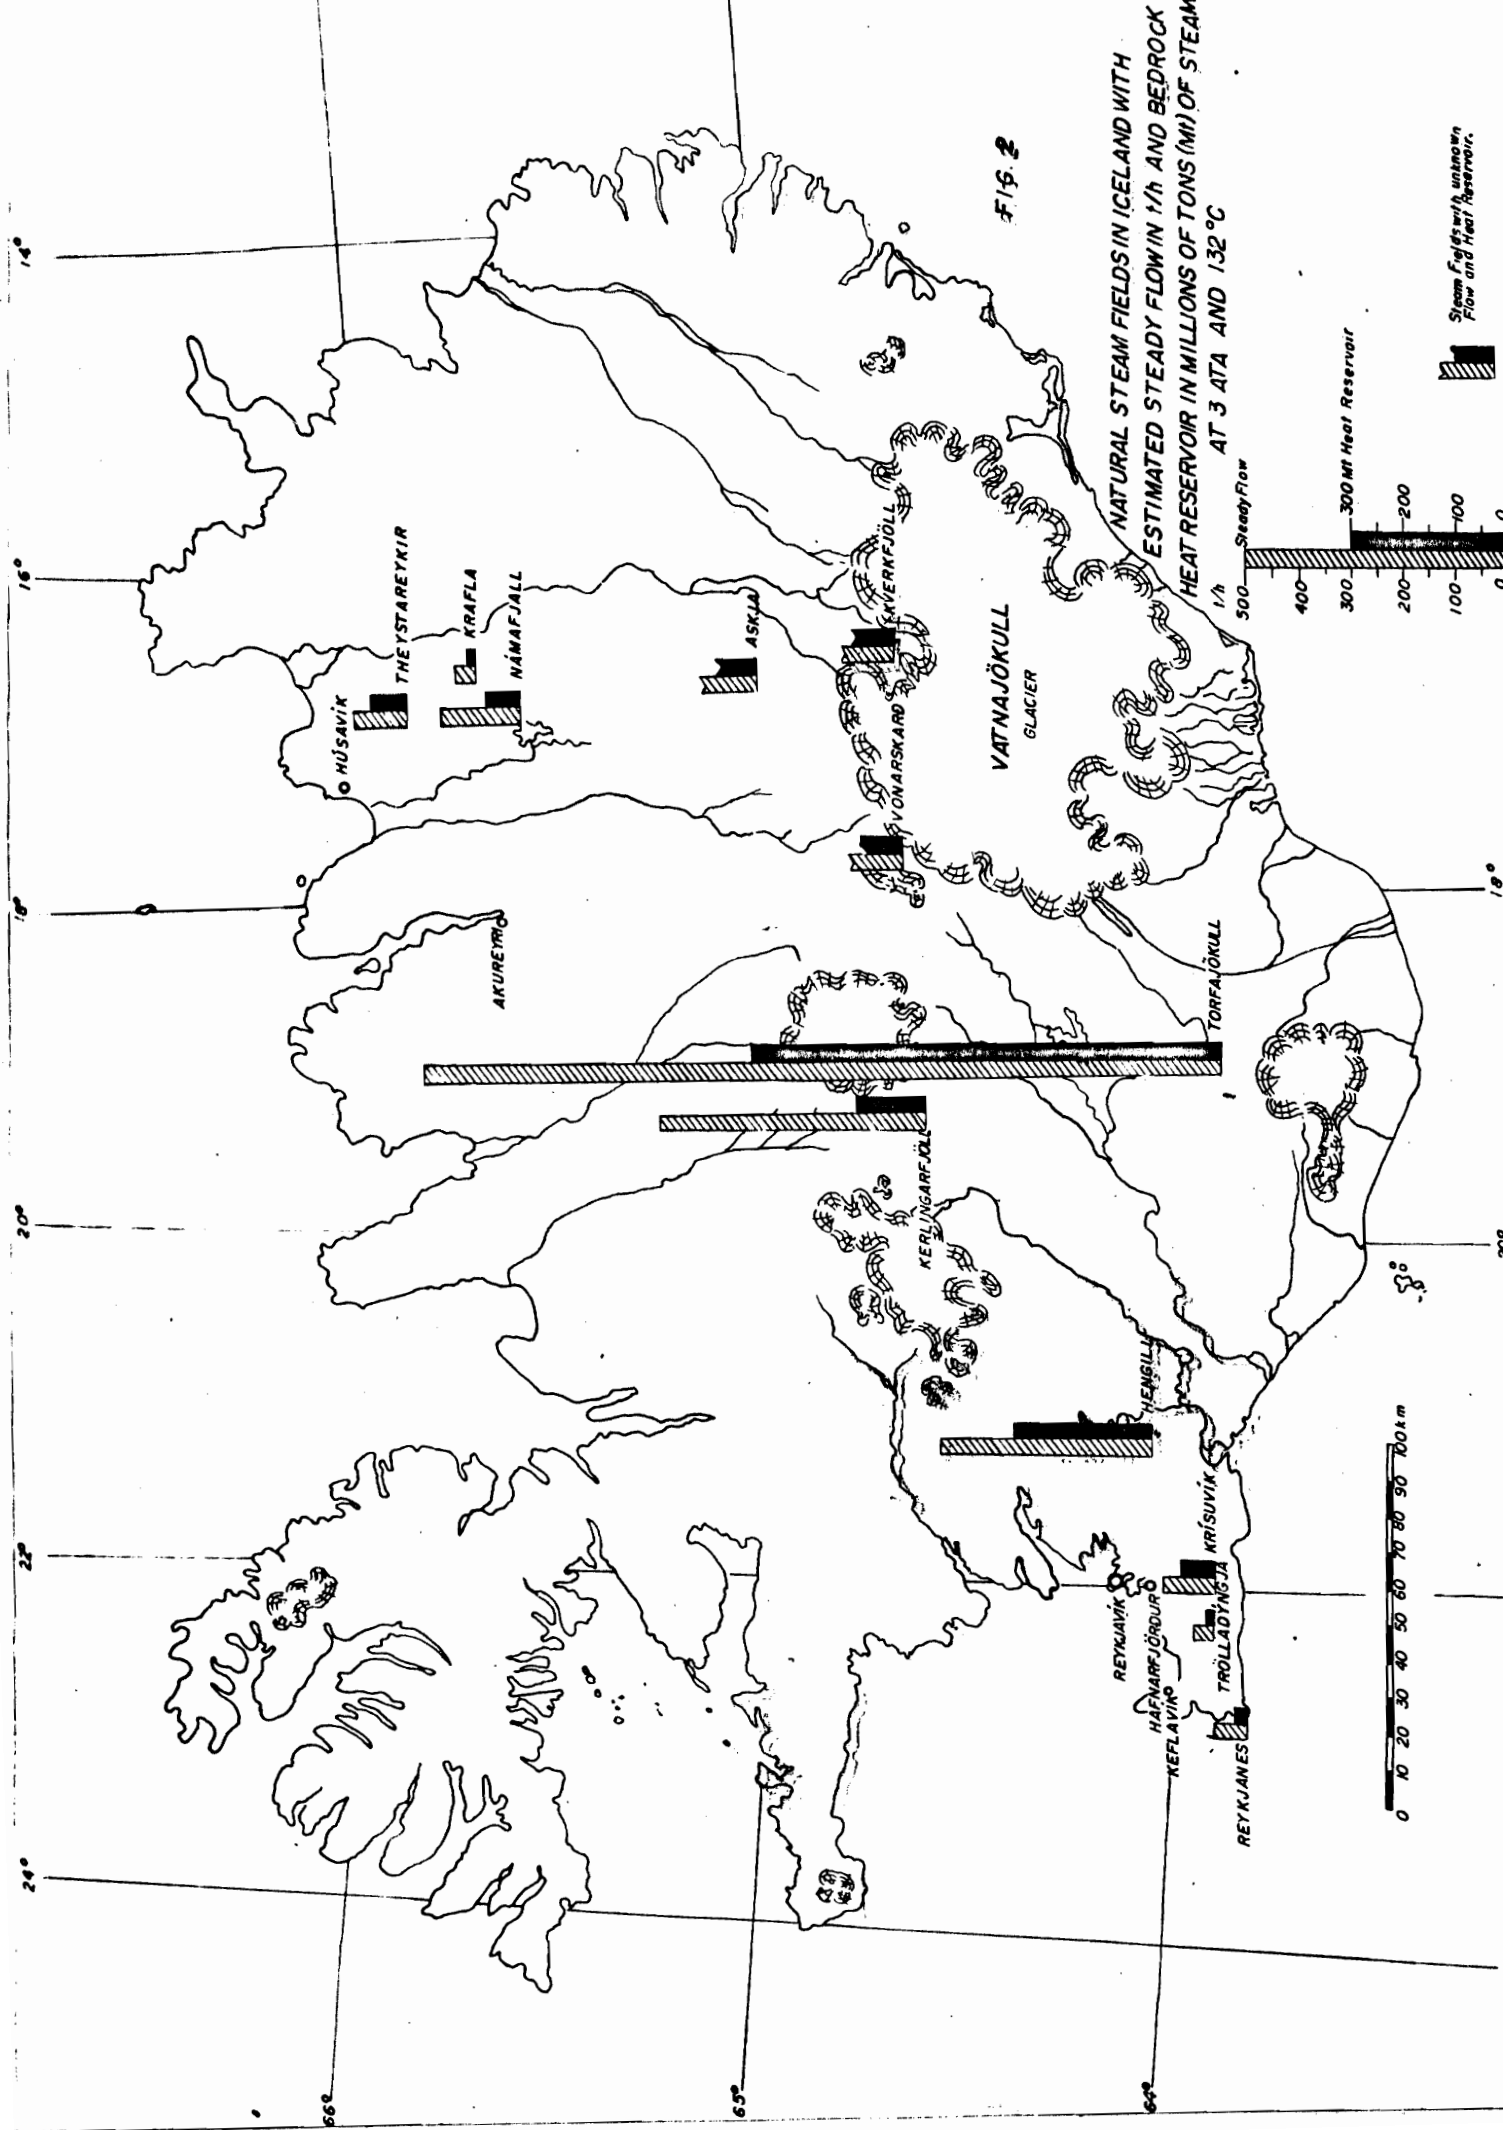 14°
16°
18°
20°
22°
24°
66°
65°
64°
HÚSAVÍK
THEYSTAREYKIR
KRAFLA
NÁMAFJALL
AKUREYRI
ASKJA
KVERKFJÖLL
VONARSKARD
VATNAJÖKULL
GLACIER
TORFAJÖKULL
KERLINGARFJÖLL
HENGILL
REYKJAVÍK
HAFNARFJÖRDUR
KEFLAVÍK
KRÍSUVÍK
TRÖLLADYNGJA
REYKJANES
18°
20°
0 10 20 30 40 50 60 70 80 90 100 km
FIG. 2
NATURAL STEAM FIELDS IN ICELAND WITH
ESTIMATED STEADY FLOW IN t/h AND BEDROCK
HEAT RESERVOIR IN MILLIONS OF TONS (Mt) OF STEAM
AT 3 ATA AND 132°C
t/h
500 Steady Flow
400
300
200
100
0
300 Mt Heat Reservoir
200
100
0
Steam Fields with unknown
Flow and Heat Reservoir.